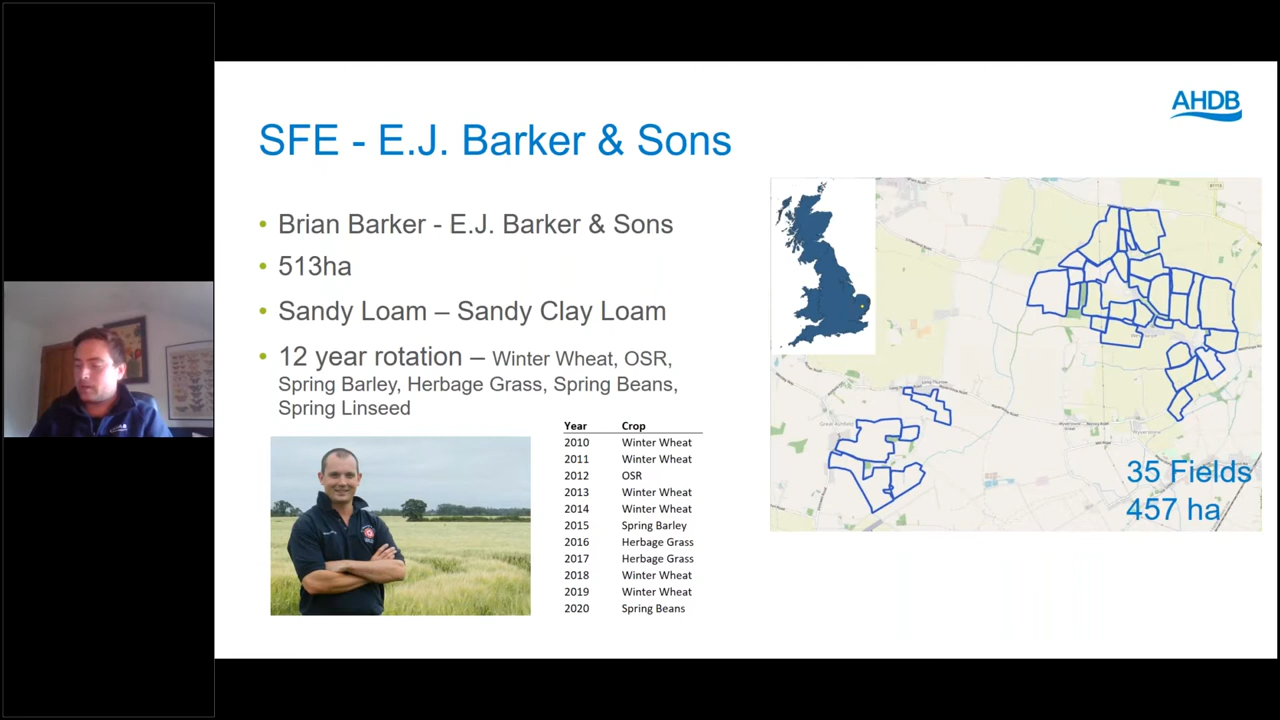 AHDB
SFE - E.J. Barker & Sons
• Brian Barker - E.J. Barker & Sons
• 513ha
• Sandy Loam – Sandy Clay Loam
• 12 year rotation – Winter Wheat, OSR,
Spring Barley, Herbage Grass, Spring Beans,
Spring Linseed
Year Crop
2010 Winter Wheat
2011 Winter Wheat
2012 OSR
2013 Winter Wheat
2014 Winter Wheat
2015 Spring Barley
2016 Herbage Grass
2017 Herbage Grass
2018 Winter Wheat
2019 Winter Wheat
2020 Spring Beans
Great Ashfield
35 Fields
457 ha